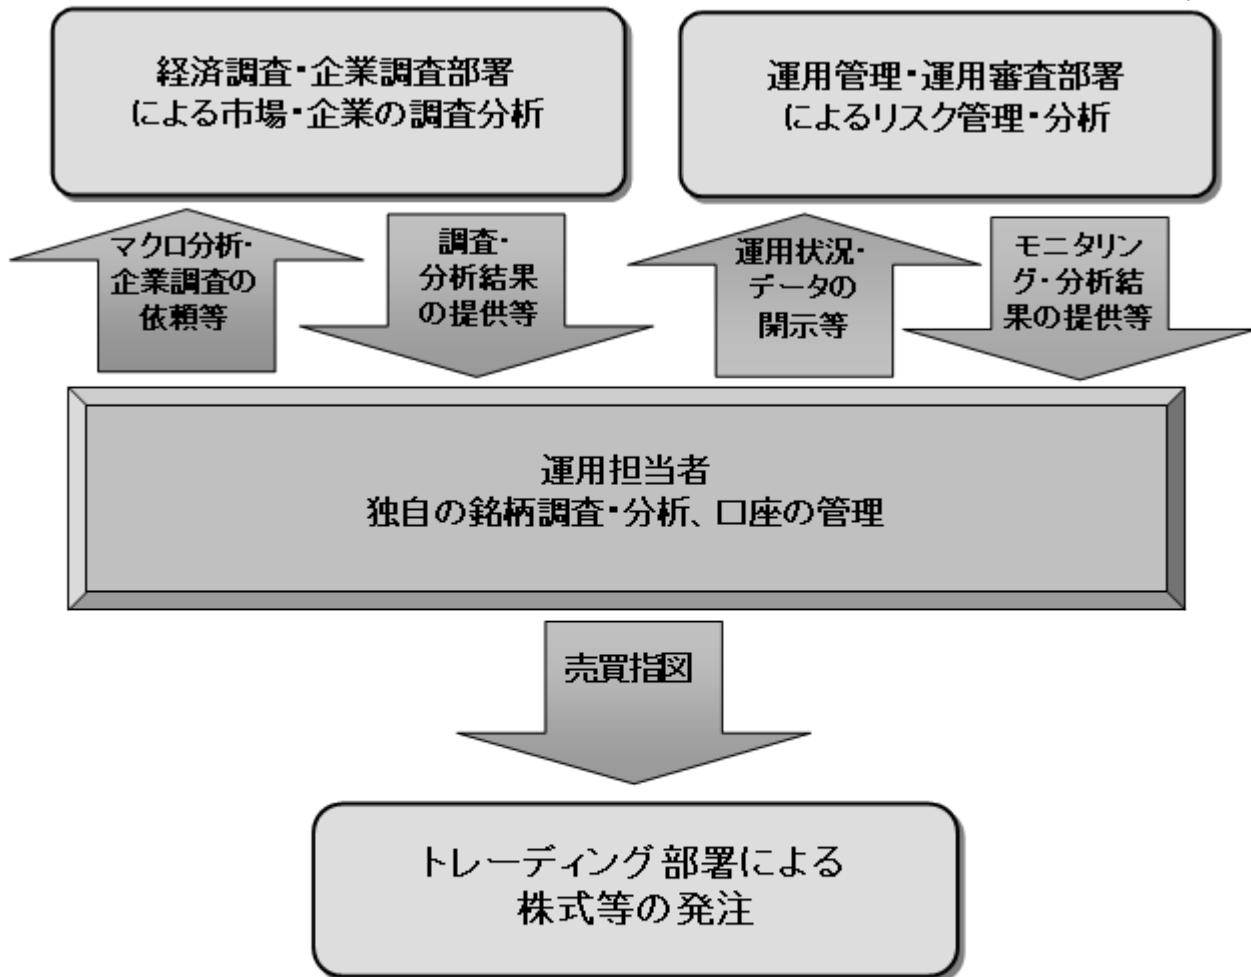 経済調査・企業調査部署
による市場・企業の調査分析
運用管理・運用審査部署
によるリスク管理・分析
マクロ分析・
企業調査の
依頼等
調査・
分析結果
の提供等
運用状況・
データの
開示等
モニタリン
グ・分析結
果の提供等
運用担当者
独自の銘柄調査・分析、口座の管理
売買指図
トレーディング部署による
株式等の発注